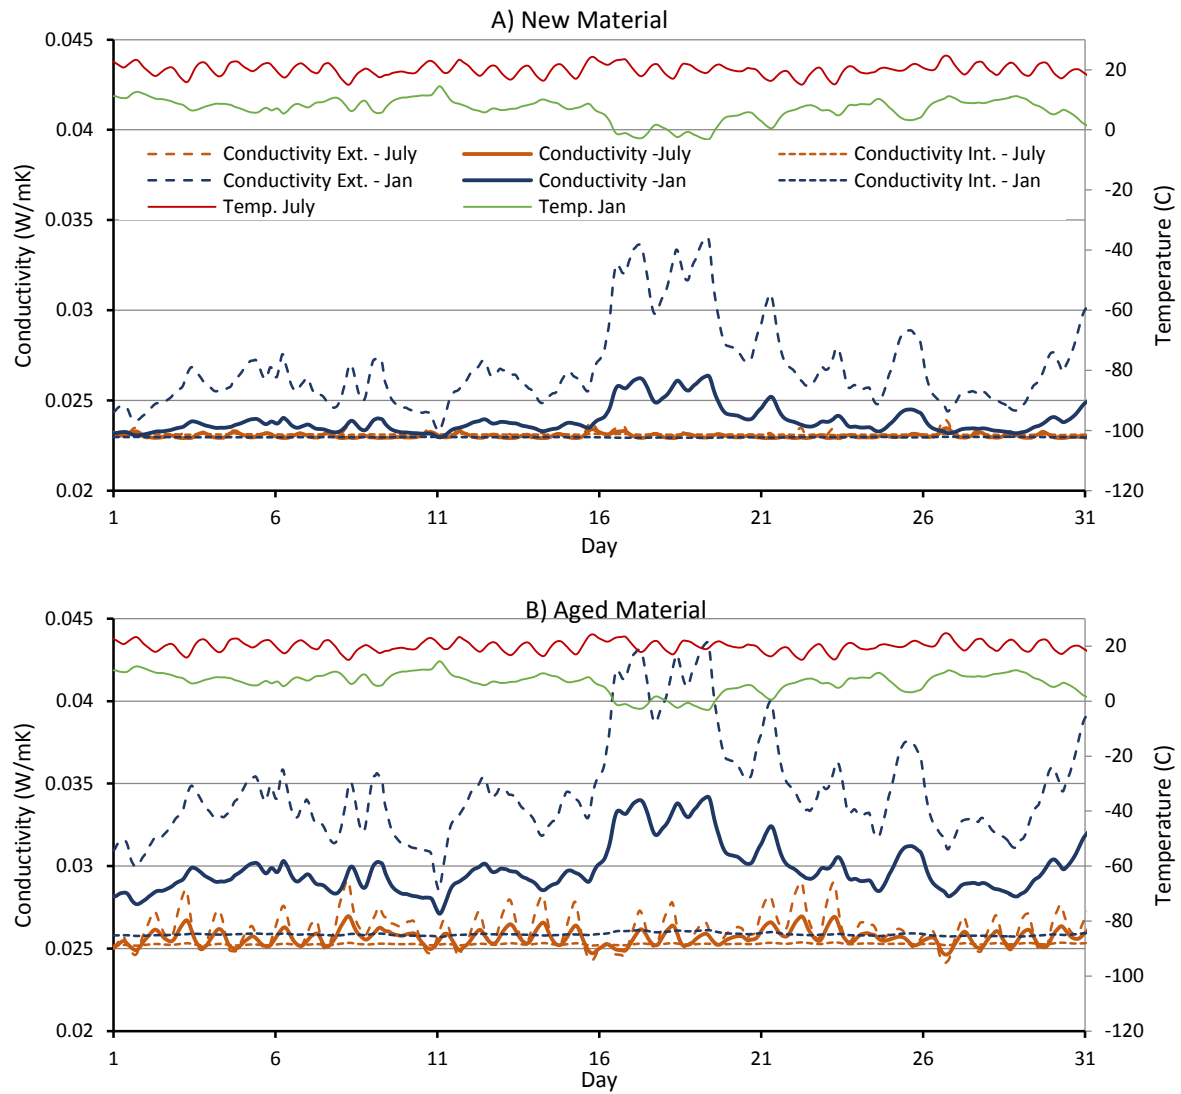 A) New Material
0.045
0.04
0.035
0.03
0.025
0.02
Conductivity (W/mK)
20
0
-20
-40
-60
-80
-100
-120
Temperature (C)
Conductivity Ext. - July Conductivity -July Conductivity Int. - July
Conductivity Ext. - Jan Conductivity -Jan Conductivity Int. - Jan
Temp. July Temp. Jan
1 6 11 16 21 26 31
Day
B) Aged Material
0.045
0.04
0.035
0.03
0.025
0.02
Conductivity (W/mK)
20
0
-20
-40
-60
-80
-100
-120
Temperature (C)
1 6 11 16 21 26 31
Day